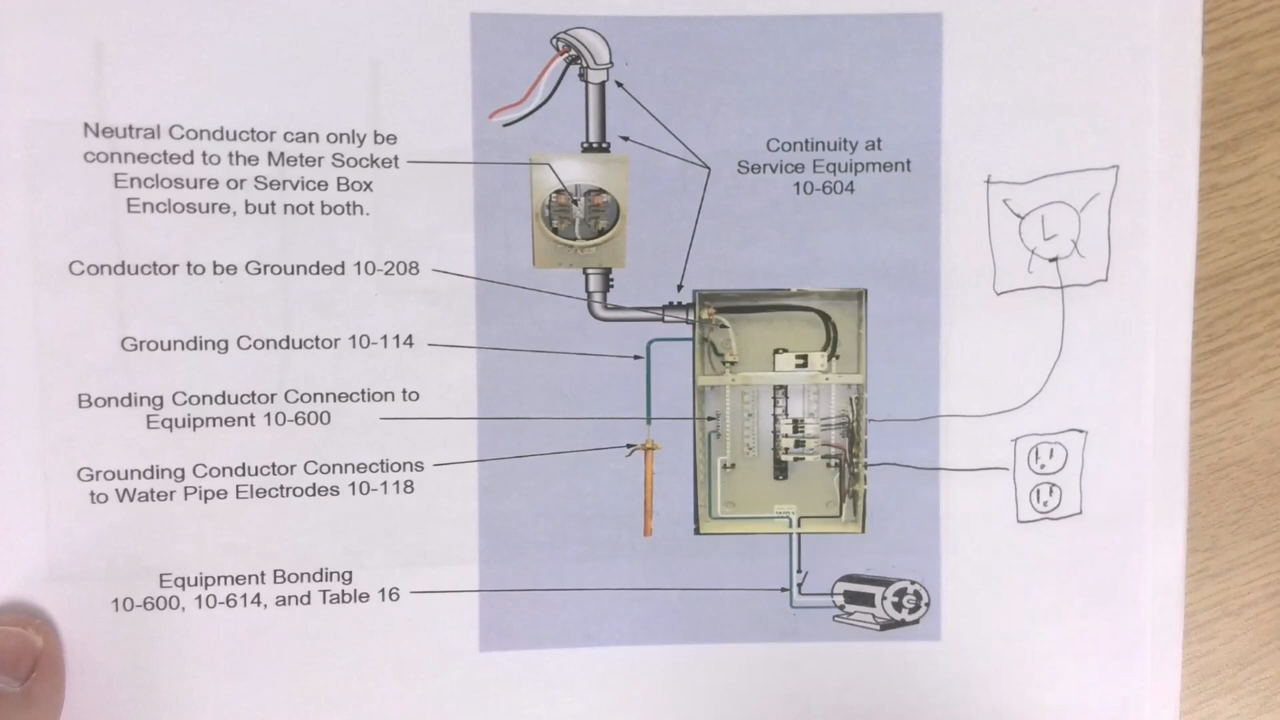 Neutral Conductor can only be
connected to the Meter Socket
Enclosure or Service Box
Enclosure, but not both.
Continuity at
Service Equipment
10-604
Conductor to be Grounded 10-208
Grounding Conductor 10-114
Bonding Conductor Connection to
Equipment 10-600
Grounding Conductor Connections
to Water Pipe Electrodes 10-118
Equipment Bonding
10-600, 10-614, and Table 16
L